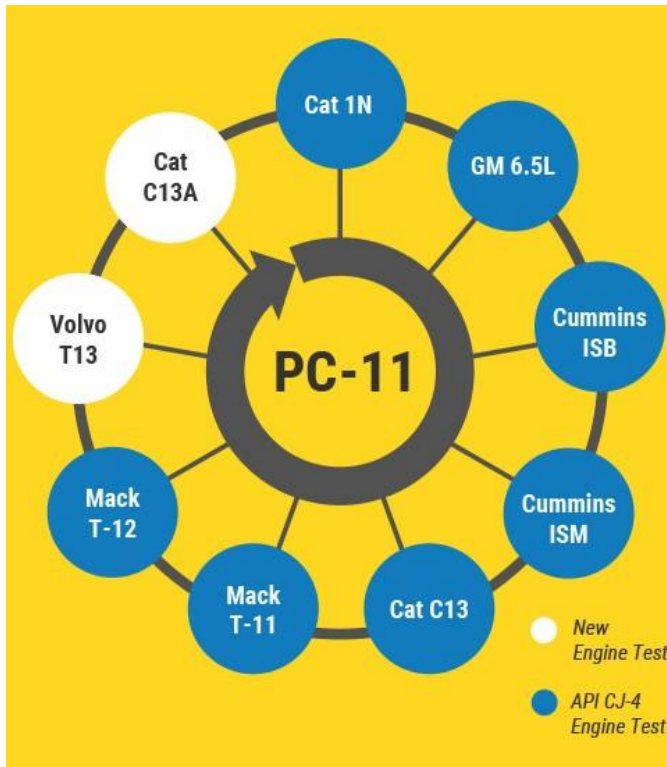 Cat 1N
GM 6.5L
Cummins
ISB
Cummins
ISM
Cat C13
Mack
T-11
Mack
T-12
Volvo
T13
Cat
C13A
PC-11
New
Engine Test
API CJ-4
Engine Test